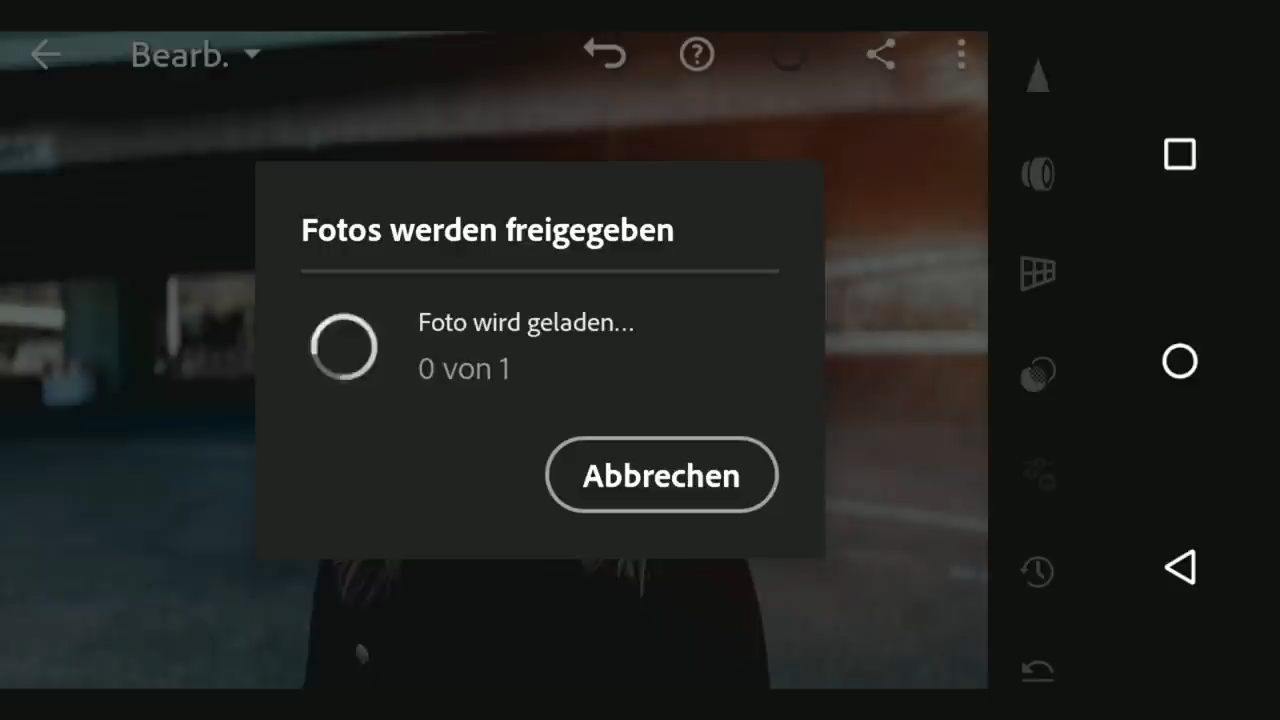 Bearb.
Fotos werden freigegeben
Foto wird geladen...
0 von 1
Abbrechen